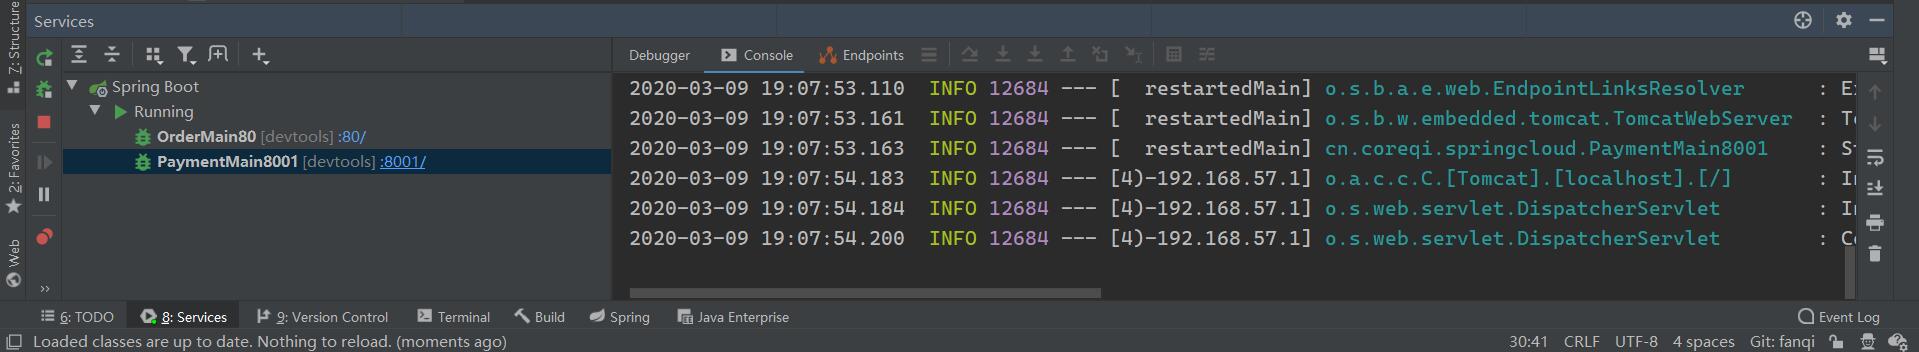 Z: Structure
2: Favorites
Web
Services
Debugger Console Endpoints
Spring Boot
Running
OrderMain80 [devtools] :80/
PaymentMain8001 [devtools] :8001/
2020-03-09 19:07:53.110  INFO 12684 --- [  restartedMain] o.s.b.a.e.web.EndpointLinksResolver      :
2020-03-09 19:07:53.161  INFO 12684 --- [  restartedMain] o.s.b.w.embedded.tomcat.TomcatWebServer  :
2020-03-09 19:07:53.163  INFO 12684 --- [  restartedMain] cn.coreqi.springcloud.PaymentMain8001    :
2020-03-09 19:07:54.183  INFO 12684 --- [4)-192.168.57.1] o.a.c.c.C.[Tomcat].[localhost].[/]       : In
2020-03-09 19:07:54.184  INFO 12684 --- [4)-192.168.57.1] o.s.web.servlet.DispatcherServlet        : In
2020-03-09 19:07:54.200  INFO 12684 --- [4)-192.168.57.1] o.s.web.servlet.DispatcherServlet        :
6: TODO 8: Services 9: Version Control Terminal Build Spring Java Enterprise Event Log
Loaded classes are up to date. Nothing to reload. (moments ago) 30:41 CRLF UTF-8 4 spaces Git: fanqi